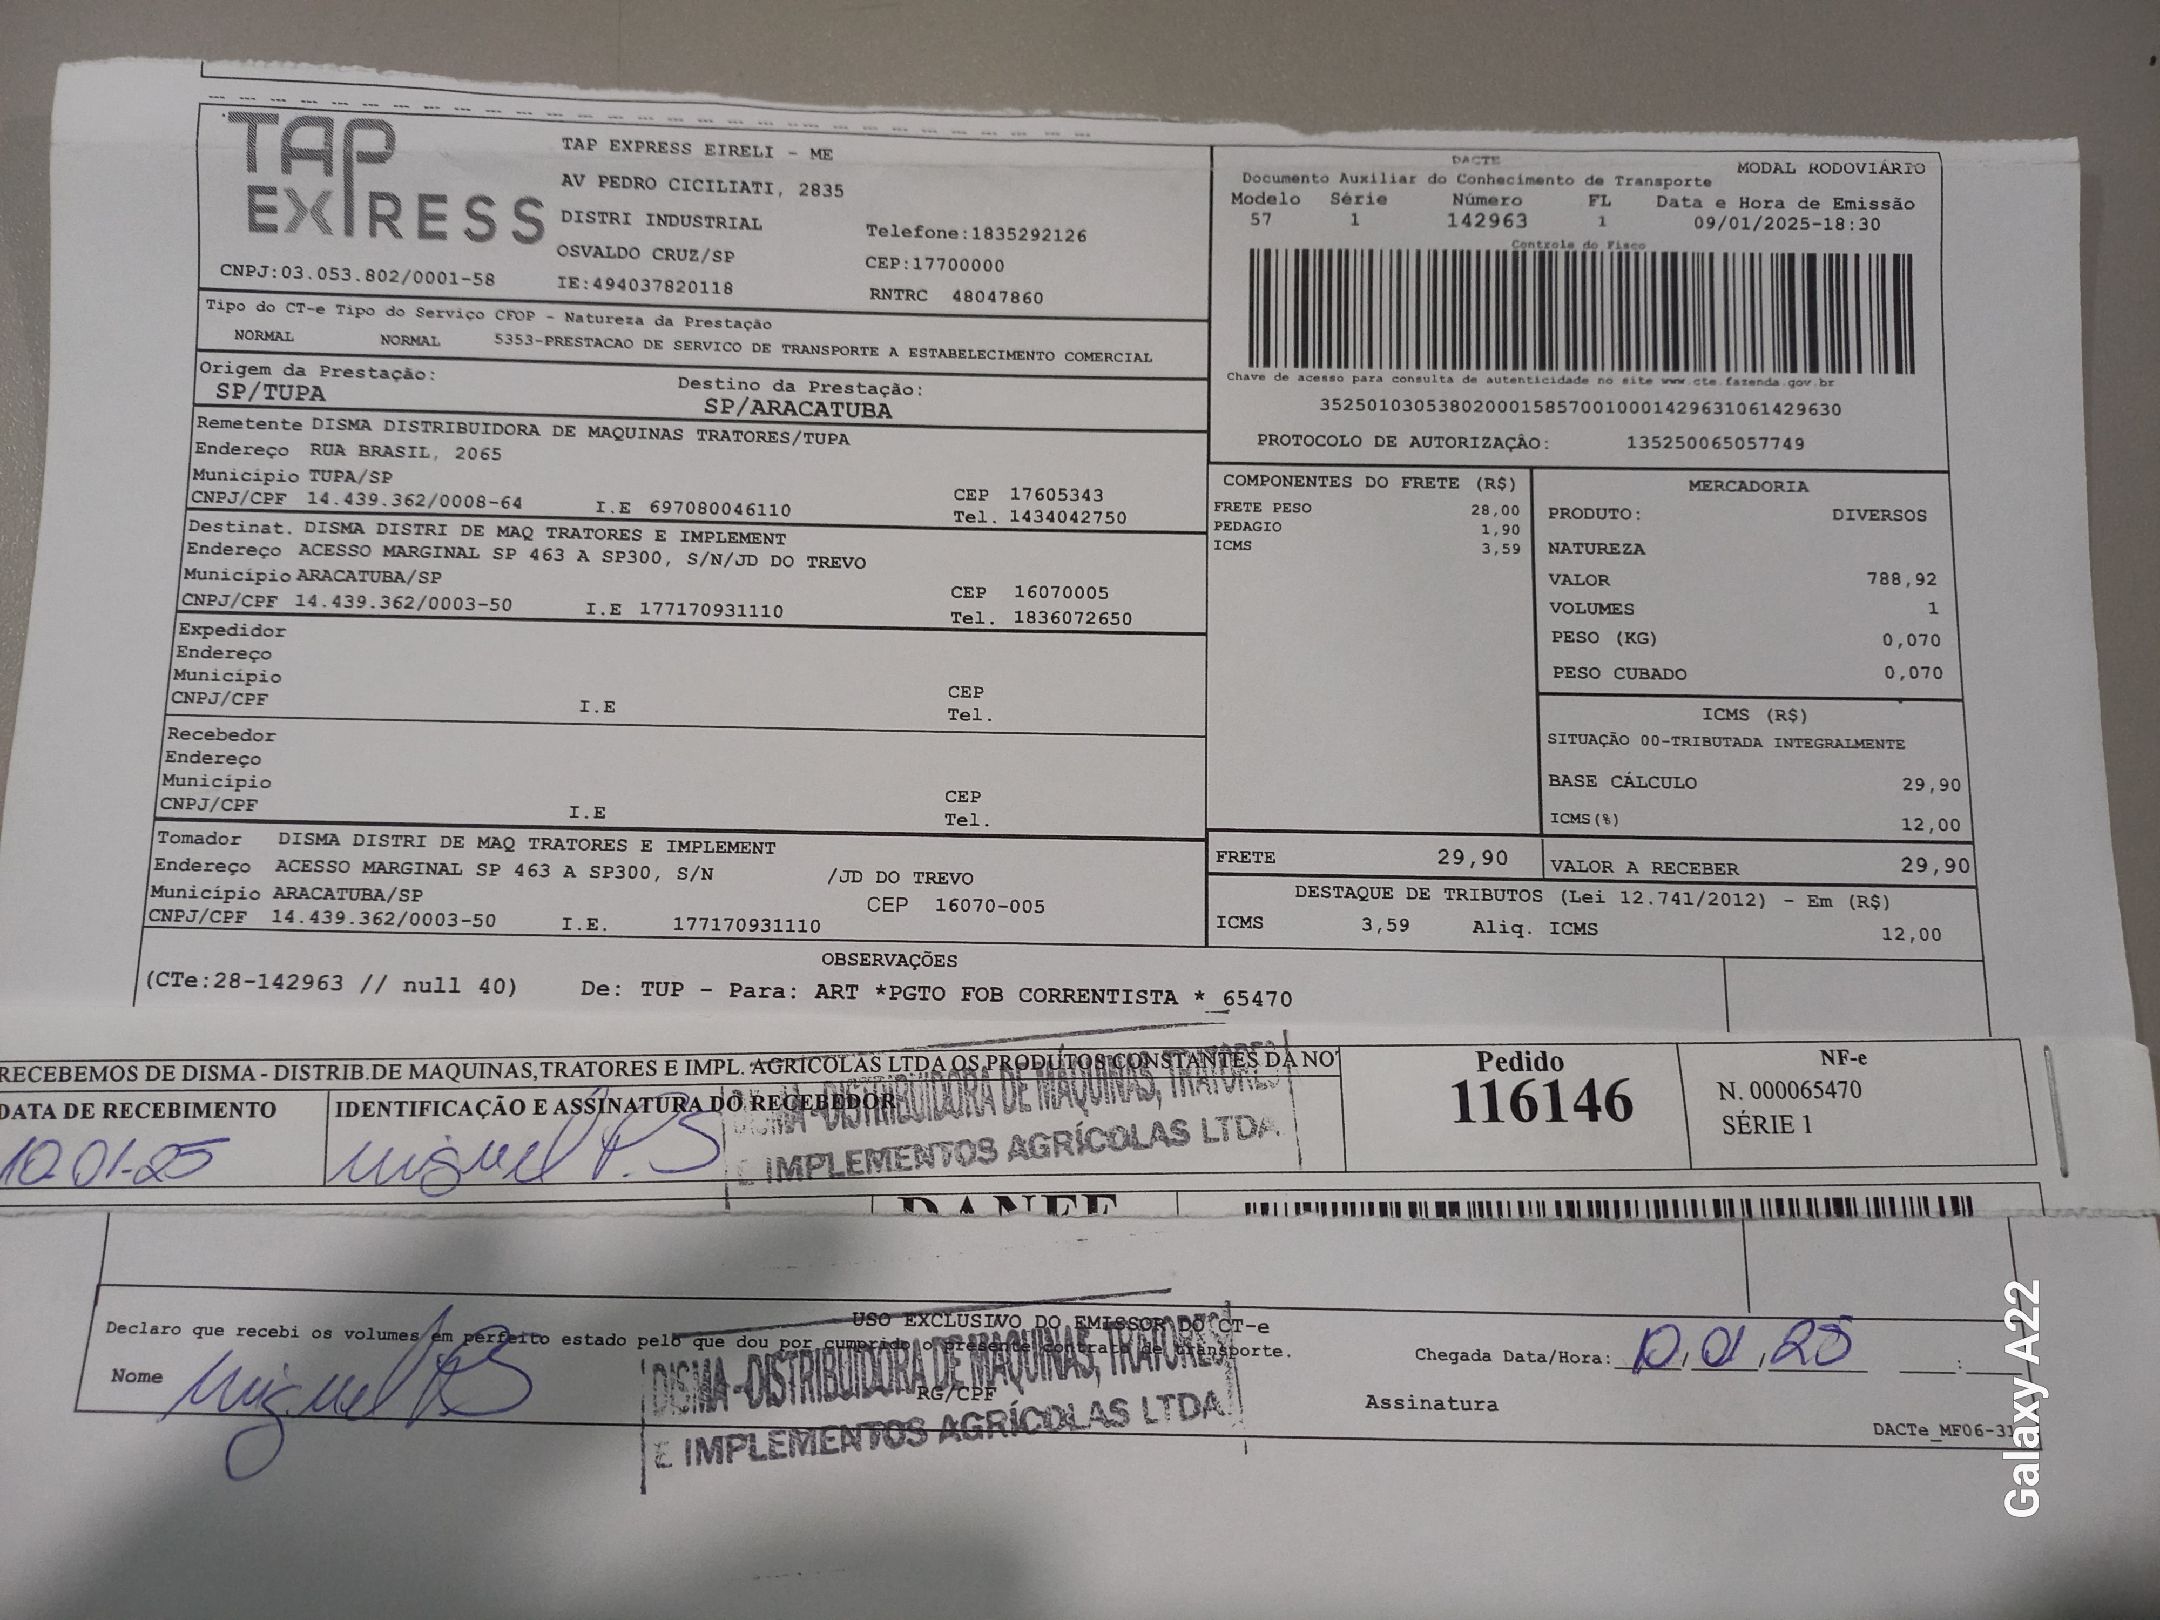 TAP EXPRESS
TAP EXPRESS EIRELI - ME
AV PEDRO CICILIATI, 2835
DISTRI INDUSTRIAL
Telefone:1835292126
OSVALDO CRUZ/SP
CEP:17700000
CNPJ:03.053.802/0001-58
IE:494037820118
RNTRC 48047860
DACTE
MODAL RODOVIÁRIO
Documento Auxiliar do Conhecimento de Transporte
Modelo Série Número FL Data e Hora de Emissão
57 1 142963 1 09/01/2025-18:30
Controle do Fisco
Chave de acesso para consulta de autenticidade no site www.cte.fazenda.gov.br
35250103053802000158570010001429631061429630
PROTOCOLO DE AUTORIZAÇÃO: 135250065057749
Tipo do CT-e Tipo do Serviço CFOP - Natureza da Prestação
NORMAL NORMAL 5353-PRESTACAO DE SERVICO DE TRANSPORTE A ESTABELECIMENTO COMERCIAL
Origem da Prestação: Destino da Prestação:
SP/TUPA SP/ARACATUBA
Remetente DISMA DISTRIBUIDORA DE MAQUINAS TRATORES/TUPA
Endereço RUA BRASIL, 2065
Município TUPA/SP CEP 17605343
CNPJ/CPF 14.439.362/0008-64 I.E 697080046110 Tel. 1434042750
Destinat. DISMA DISTRI DE MAQ TRATORES E IMPLEMENT
Endereço ACESSO MARGINAL SP 463 A SP300, S/N/JD DO TREVO
Município ARACATUBA/SP CEP 16070005
CNPJ/CPF 14.439.362/0003-50 I.E 177170931110 Tel. 1836072650
Expedidor
Endereço
Município CEP
CNPJ/CPF I.E Tel.
Recebedor
Endereço
Município CEP
CNPJ/CPF I.E Tel.
Tomador DISMA DISTRI DE MAQ TRATORES E IMPLEMENT
Endereço ACESSO MARGINAL SP 463 A SP300, S/N /JD DO TREVO
Município ARACATUBA/SP CEP 16070-005
CNPJ/CPF 14.439.362/0003-50 I.E. 177170931110
COMPONENTES DO FRETE (R$)
FRETE PESO 28,00
PEDAGIO 1,90
ICMS 3,59
MERCADORIA
PRODUTO: DIVERSOS
NATUREZA
VALOR 788,92
VOLUMES 1
PESO (KG) 0,070
PESO CUBADO 0,070
ICMS (R$)
SITUAÇÃO 00-TRIBUTADA INTEGRALMENTE
BASE CÁLCULO 29,90
ICMS(%) 12,00
FRETE 29,90 VALOR A RECEBER 29,90
DESTAQUE DE TRIBUTOS (Lei 12.741/2012) - Em (R$)
ICMS 3,59 Aliq. ICMS 12,00
OBSERVAÇÕES
(CTe:28-142963 // null 40) De: TUP - Para: ART *PGTO FOB CORRENTISTA *_65470
RECEBEMOS DE DISMA - DISTRIB.DE MAQUINAS,TRATORES E IMPL. AGRICOLAS LTDA OS PRODUTOS CONSTANTES DA NO
DATA DE RECEBIMENTO IDENTIFICAÇÃO E ASSINATURA DO RECEBEDOR
10 01-25 Miguel P.S
DISMA-DISTRIBUIDORA DE MAQUINAS, TRATORES
E IMPLEMENTOS AGRÍCOLAS LTDA.
Pedido
116146
NF-e
N. 000065470
SÉRIE 1
DANFE
USO EXCLUSIVO DO EMISSOR DO CT-e
Declaro que recebi os volumes em perfeito estado pelo que dou por cumprido o presente contrato de transporte.
Chegada Data/Hora: 10, 01, 25 :
Nome Miguel P.S RG/CPF Assinatura
DISMA-DISTRIBUIDORA DE MAQUINAS, TRATORES
E IMPLEMENTOS AGRÍCOLAS LTDA
DACTe_MF06-31
Galaxy A22